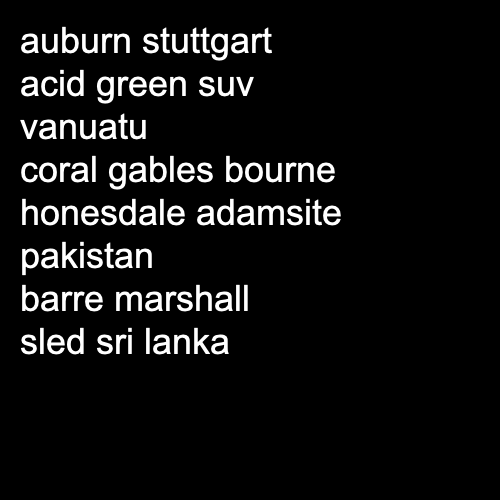 auburn stuttgart
acid green suv
vanuatu
coral gables bourne
honesdale adamsite
pakistan
barre marshall
sled sri lanka